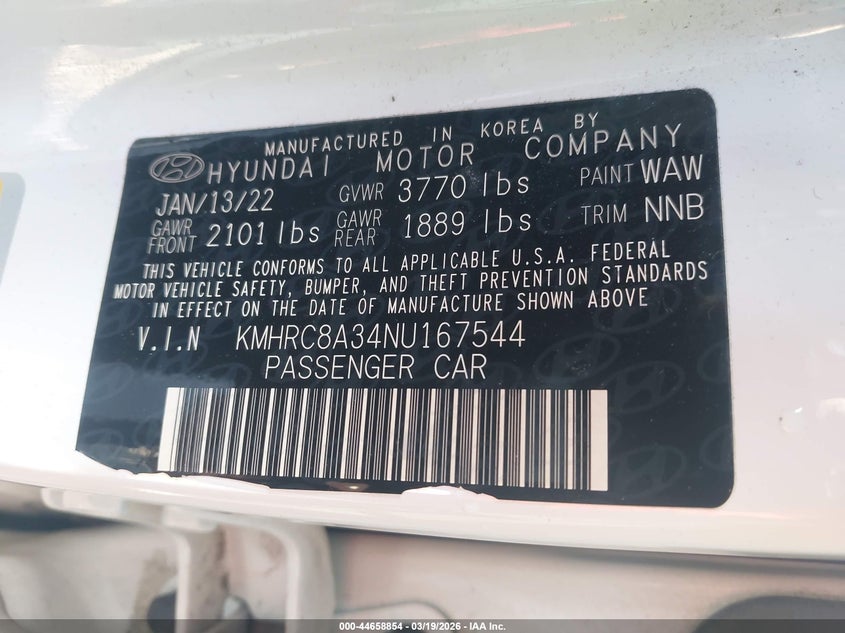 MANUFACTURED IN KOREA BY
HYUNDAI MOTOR COMPANY
JAN/13/22 GVWR 3770 lbs PAINT WAW
GAWR FRONT 2101 lbs GAWR REAR 1889 lbs TRIM NNB
THIS VEHICLE CONFORMS TO ALL APPLICABLE U.S.A. FEDERAL
MOTOR VEHICLE SAFETY, BUMPER, AND THEFT PREVENTION STANDARDS
IN EFFECT ON THE DATE OF MANUFACTURE SHOWN ABOVE
V.I.N KMHRC8A34NU167544
PASSENGER CAR
000-44658854 | 03/19/2026 – IAA Inc.